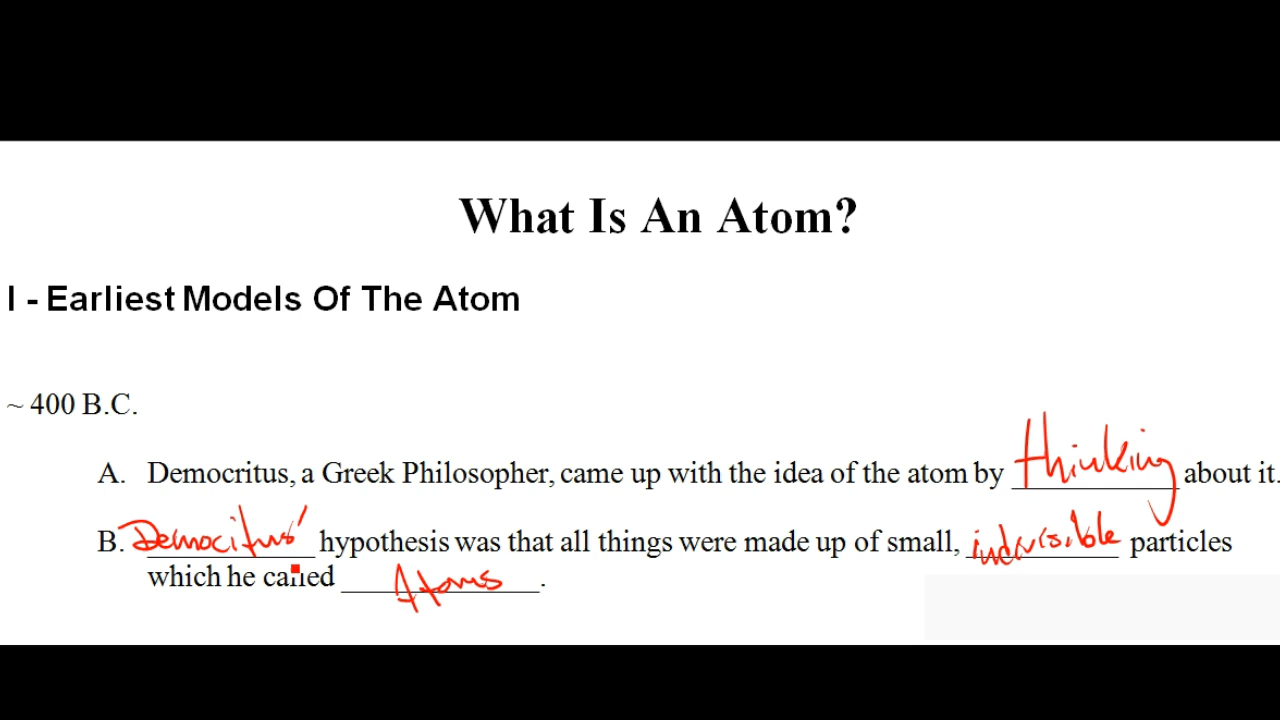 What Is An Atom?
I - Earliest Models Of The Atom
~ 400 B.C.
A. Democritus, a Greek Philosopher, came up with the idea of the atom by thinking about it.
B. Democitus' hypothesis was that all things were made up of small, indivisible particles
which he called Atoms.